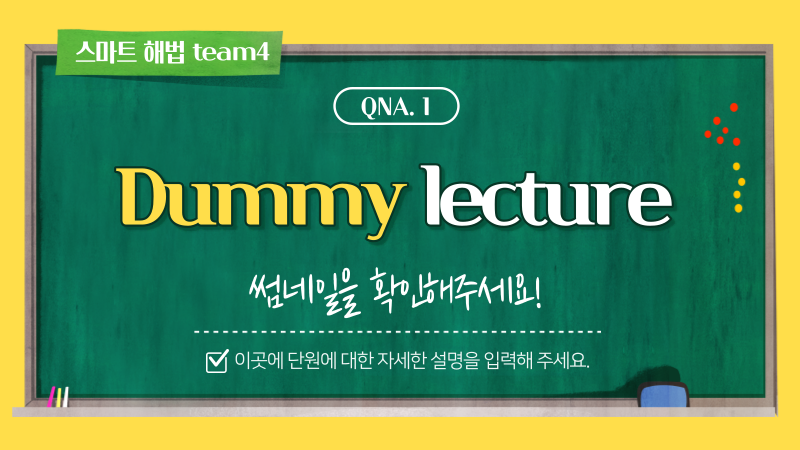 스마트 해법 team4
QNA. 1
Dummy lecture
썸네일을 확인해주세요!
이곳에 단원에 대한 자세한 설명을 입력해 주세요.